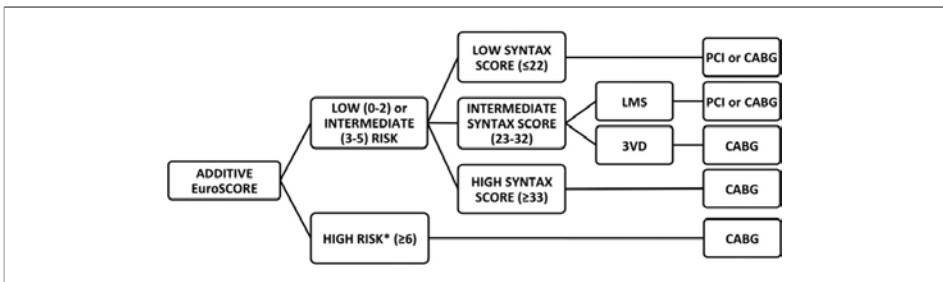 LOW SYNTAX
SCORE (≤22)
PCI or CABG
LOW (0-2) or
INTERMEDIATE
(3-5) RISK
INTERMEDIATE
SYNTAX SCORE
(23-32)
LMS
PCI or CABG
3VD
CABG
HIGH SYNTAX
SCORE (≥33)
CABG
ADDITIVE
EuroSCORE
HIGH RISK* (≥6)
CABG